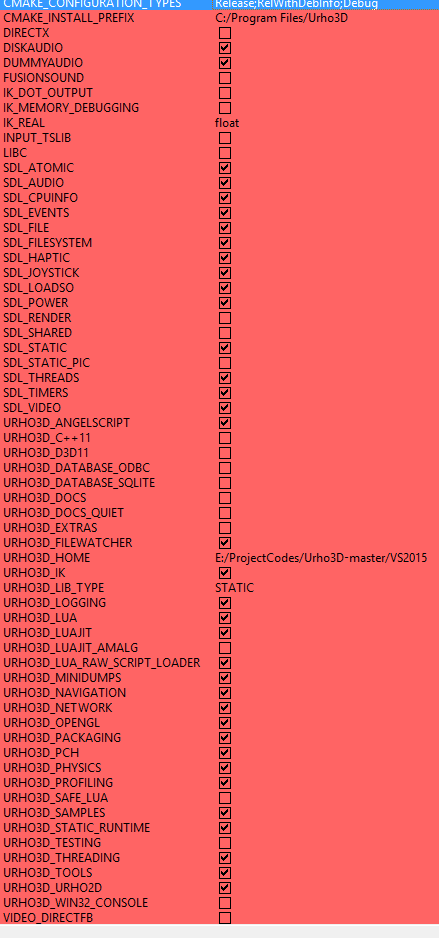 CMAKE_CONFIGURATION_TYPES Release;RelWithDebInfo;Debug
CMAKE_INSTALL_PREFIX C:/Program Files/Urho3D
DIRECTX
DISKAUDIO
DUMMYAUDIO
FUSIONSOUND
IK_DOT_OUTPUT
IK_MEMORY_DEBUGGING
IK_REAL float
INPUT_TSLIB
LIBC
SDL_ATOMIC
SDL_AUDIO
SDL_CPUINFO
SDL_EVENTS
SDL_FILE
SDL_FILESYSTEM
SDL_HAPTIC
SDL_JOYSTICK
SDL_LOADSO
SDL_POWER
SDL_RENDER
SDL_SHARED
SDL_STATIC
SDL_STATIC_PIC
SDL_THREADS
SDL_TIMERS
SDL_VIDEO
URHO3D_ANGELSCRIPT
URHO3D_C++11
URHO3D_D3D11
URHO3D_DATABASE_ODBC
URHO3D_DATABASE_SQLITE
URHO3D_DOCS
URHO3D_DOCS_QUIET
URHO3D_EXTRAS
URHO3D_FILEWATCHER
URHO3D_HOME E:/ProjectCodes/Urho3D-master/VS2015
URHO3D_IK
URHO3D_LIB_TYPE STATIC
URHO3D_LOGGING
URHO3D_LUA
URHO3D_LUAJIT
URHO3D_LUAJIT_AMALG
URHO3D_LUA_RAW_SCRIPT_LOADER
URHO3D_MINIDUMPS
URHO3D_NAVIGATION
URHO3D_NETWORK
URHO3D_OPENGL
URHO3D_PACKAGING
URHO3D_PCH
URHO3D_PHYSICS
URHO3D_PROFILING
URHO3D_SAFE_LUA
URHO3D_SAMPLES
URHO3D_STATIC_RUNTIME
URHO3D_TESTING
URHO3D_THREADING
URHO3D_TOOLS
URHO3D_URHO2D
URHO3D_WIN32_CONSOLE
VIDEO_DIRECTFB